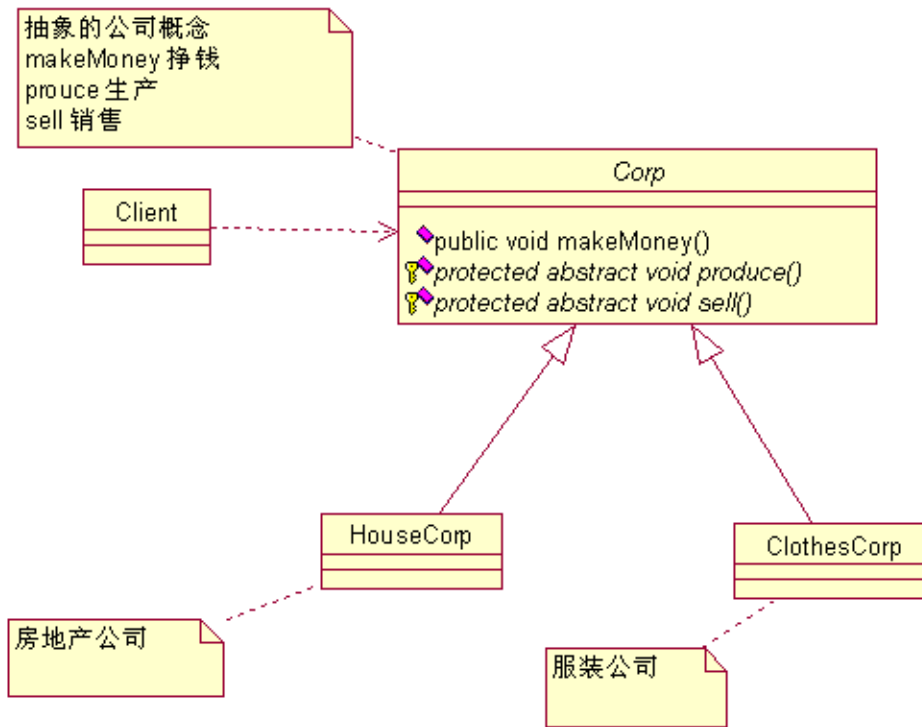 抽象的公司概念
makeMoney 挣钱
prouce 生产
sell 销售
Corp
Client
public void makeMoney()
protected abstract void produce()
protected abstract void sell()
HouseCorp
ClothesCorp
房地产公司
服装公司